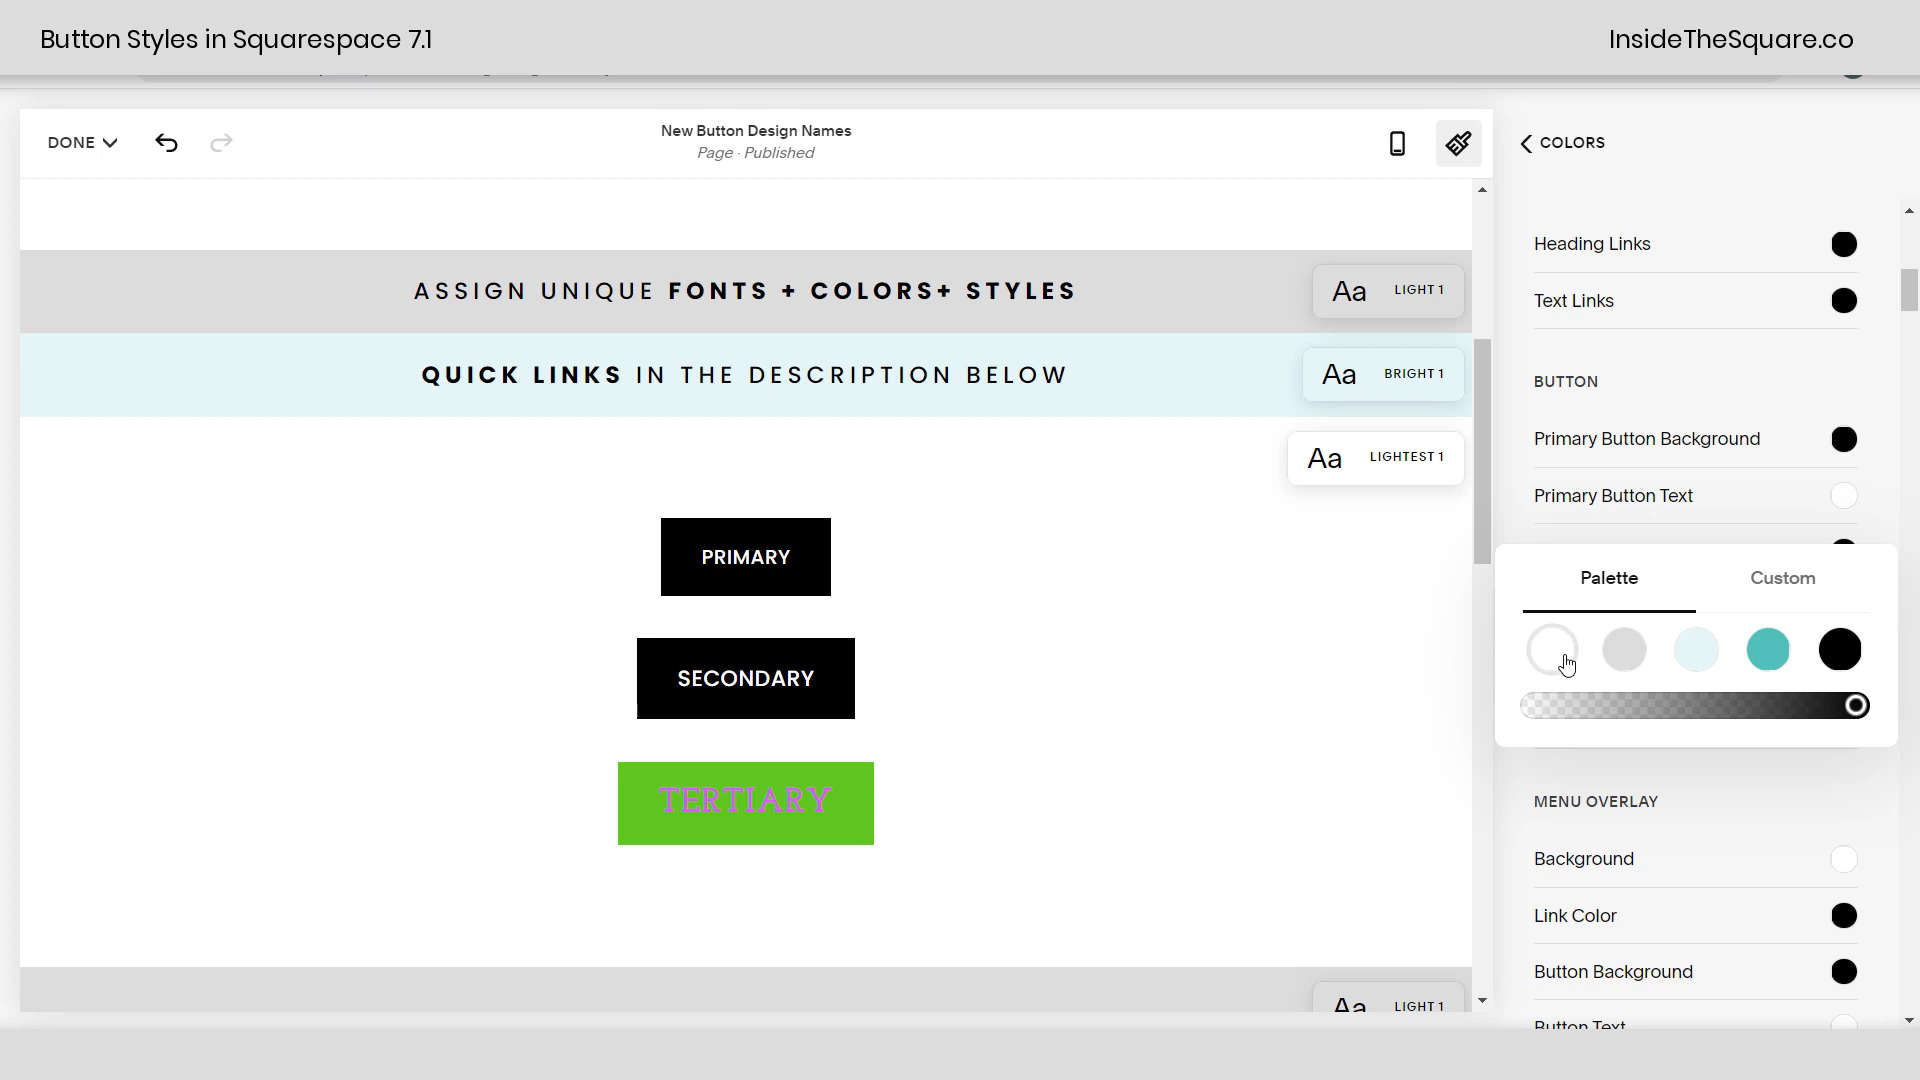 Button Styles in Squarespace 7.1
InsideTheSquare.co
DONE
New Button Design Names
Page · Published
COLORS
Heading Links
Text Links
ASSIGN UNIQUE FONTS + COLORS+ STYLES
Aa LIGHT 1
QUICK LINKS IN THE DESCRIPTION BELOW
Aa BRIGHT 1
BUTTON
Primary Button Background
Aa LIGHTEST 1
Primary Button Text
PRIMARY
Palette
Custom
SECONDARY
TERTIARY
MENU OVERLAY
Background
Link Color
Button Background
Aa LIGHT 1
Button Text